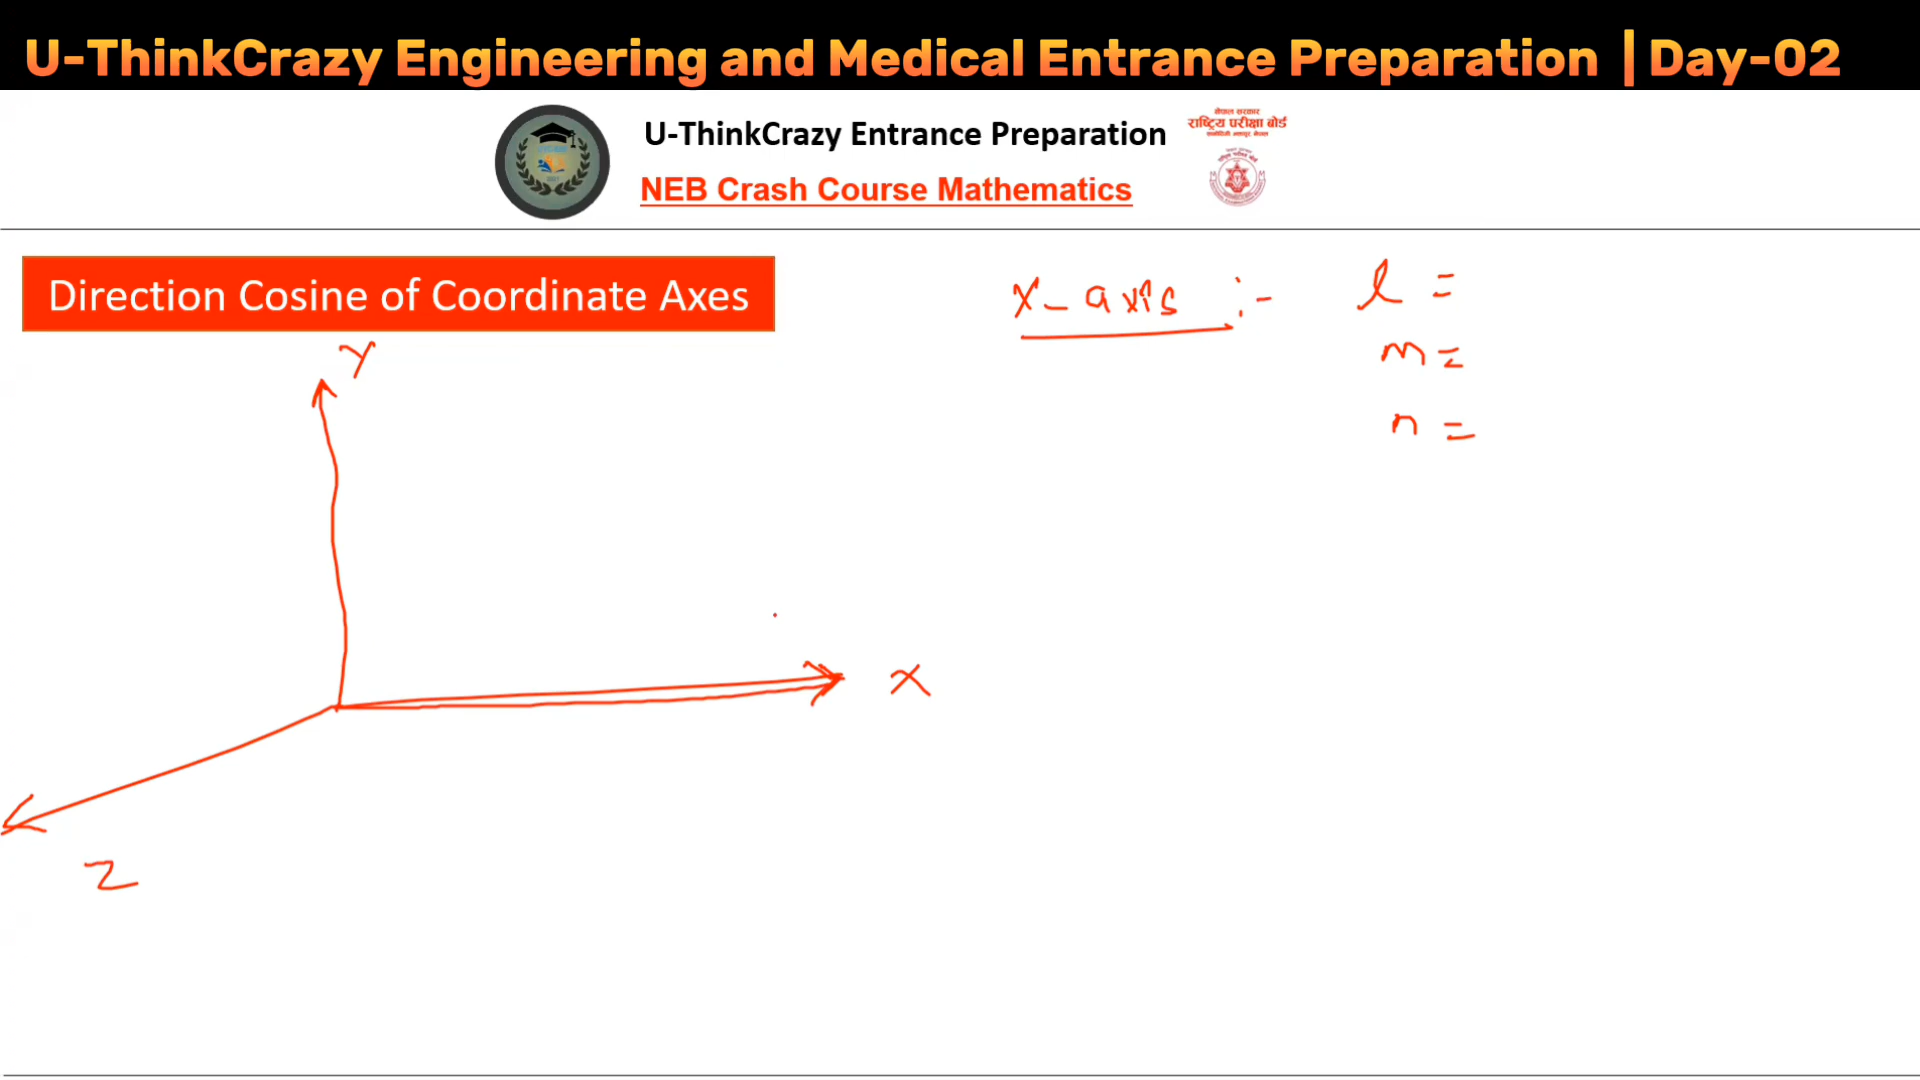 U-ThinkCrazy Engineering and Medical Entrance Preparation | Day-02
U-ThinkCrazy Entrance Preparation
NEB Crash Course Mathematics
राष्ट्रिय परीक्षा बोर्ड
Direction Cosine of Coordinate Axes
x-axis :- l =
m =
n =
Y
X
Z